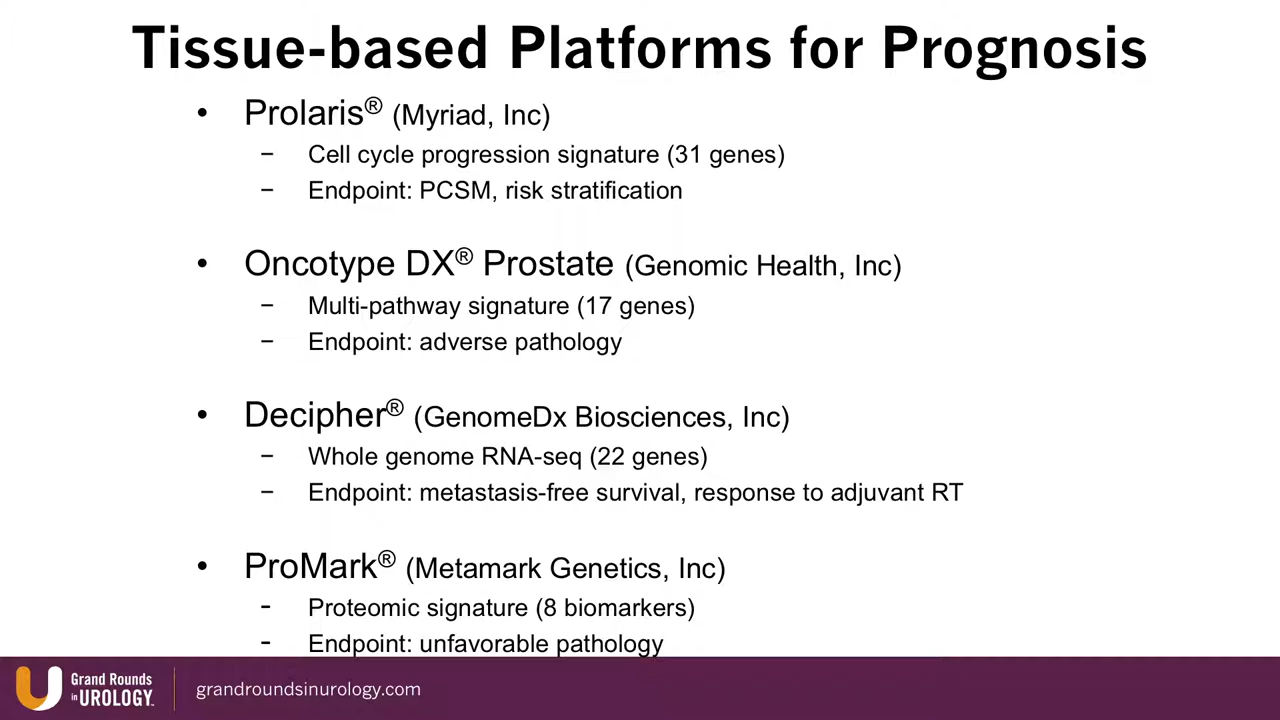 Tissue-based Platforms for Prognosis
• Prolaris® (Myriad, Inc)
− Cell cycle progression signature (31 genes)
− Endpoint: PCSM, risk stratification
• Oncotype DX® Prostate (Genomic Health, Inc)
− Multi-pathway signature (17 genes)
− Endpoint: adverse pathology
• Decipher® (GenomeDx Biosciences, Inc)
− Whole genome RNA-seq (22 genes)
− Endpoint: metastasis-free survival, response to adjuvant RT
• ProMark® (Metamark Genetics, Inc)
- Proteomic signature (8 biomarkers)
- Endpoint: unfavorable pathology
Grand Rounds
in UROLOGY
grandroundsinurology.com